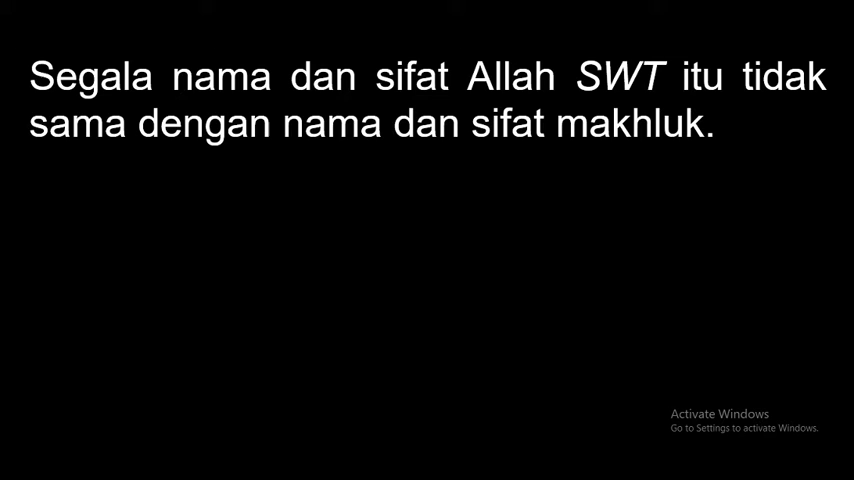 Segala nama dan sifat Allah SWT itu tidak
sama dengan nama dan sifat makhluk.
Activate Windows
Go to Settings to activate Windows.